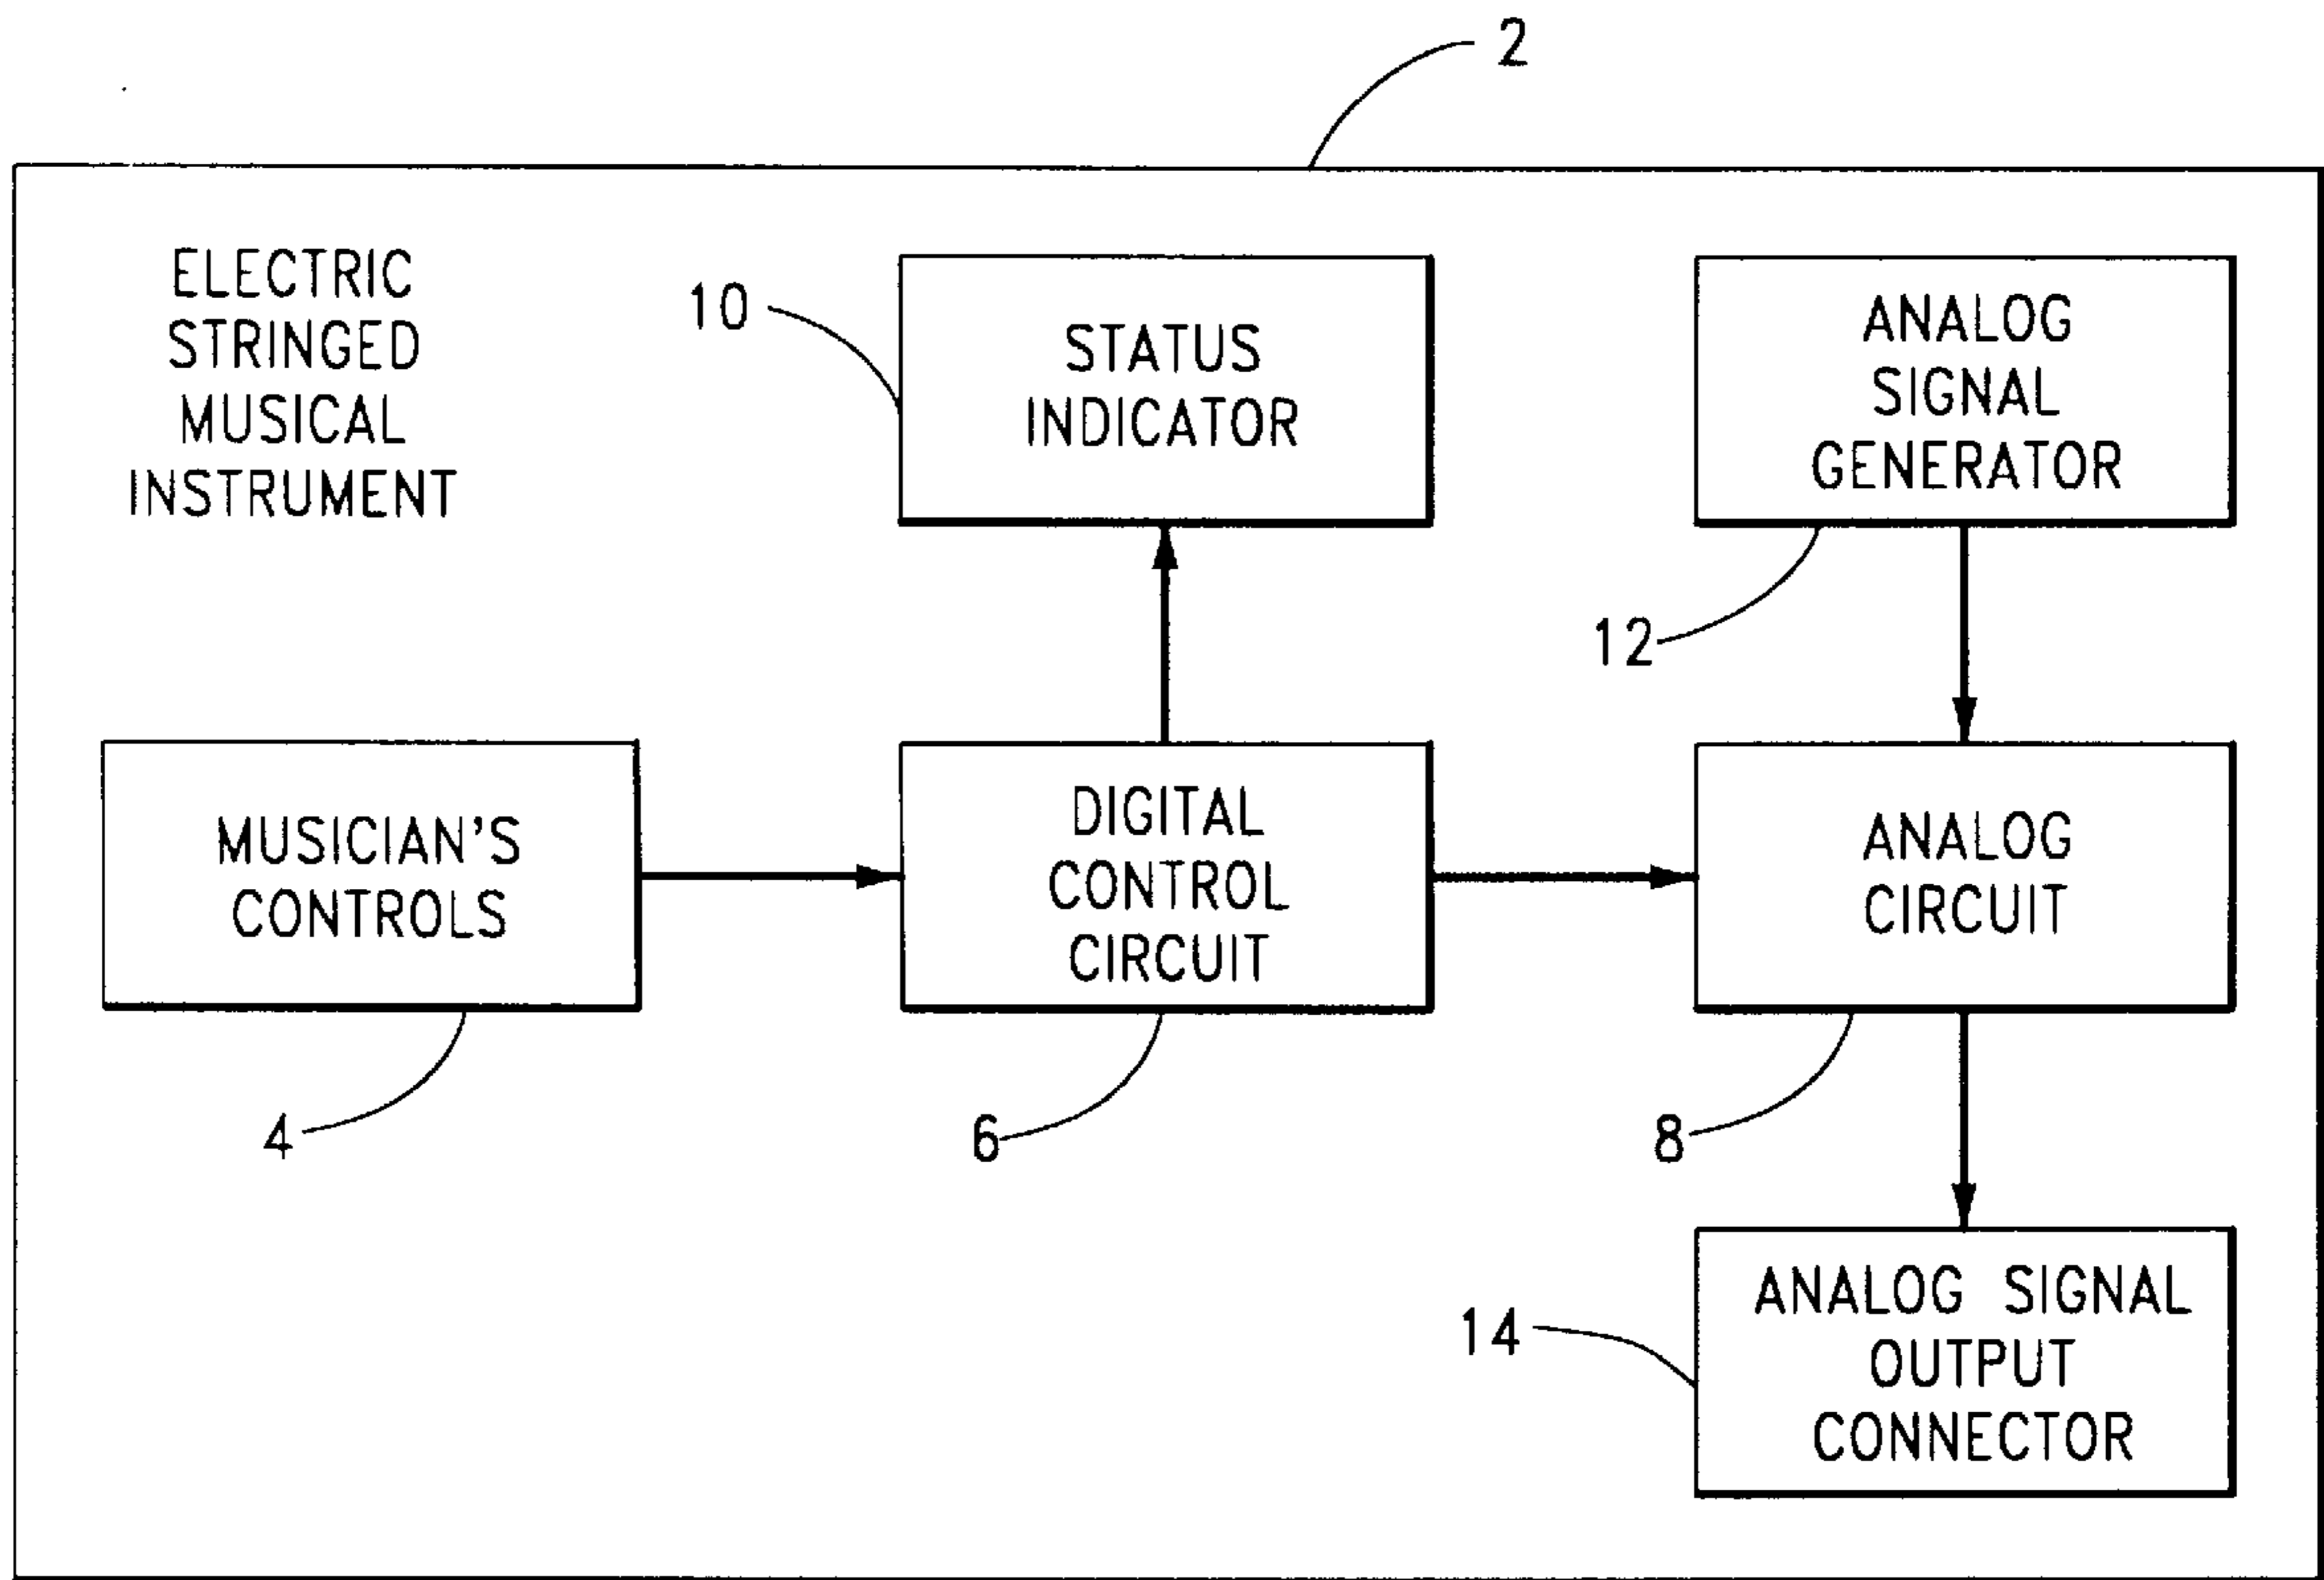 2
ELECTRIC
STRINGED
MUSICAL
INSTRUMENT
10
STATUS
INDICATOR
ANALOG
SIGNAL
GENERATOR
12
MUSICIAN'S
CONTROLS
DIGITAL
CONTROL
CIRCUIT
ANALOG
CIRCUIT
4
6
8
14
ANALOG SIGNAL
OUTPUT
CONNECTOR